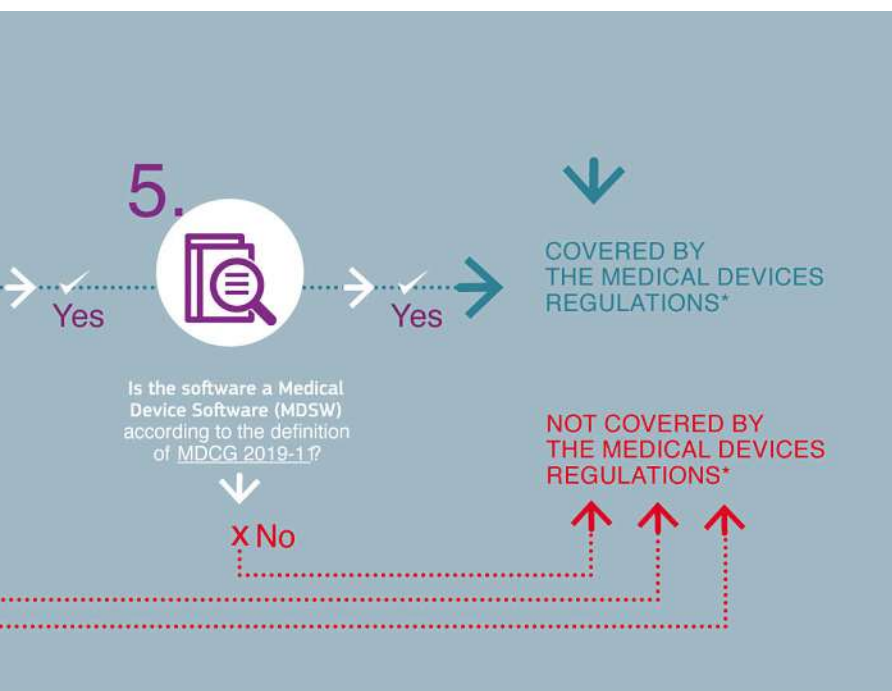 5.
Yes
Yes
COVERED BY
THE MEDICAL DEVICES
REGULATIONS*
Is the software a Medical
Device Software (MDSW)
according to the definition
of MDCG 2019-11?
x No
NOT COVERED BY
THE MEDICAL DEVICES
REGULATIONS*